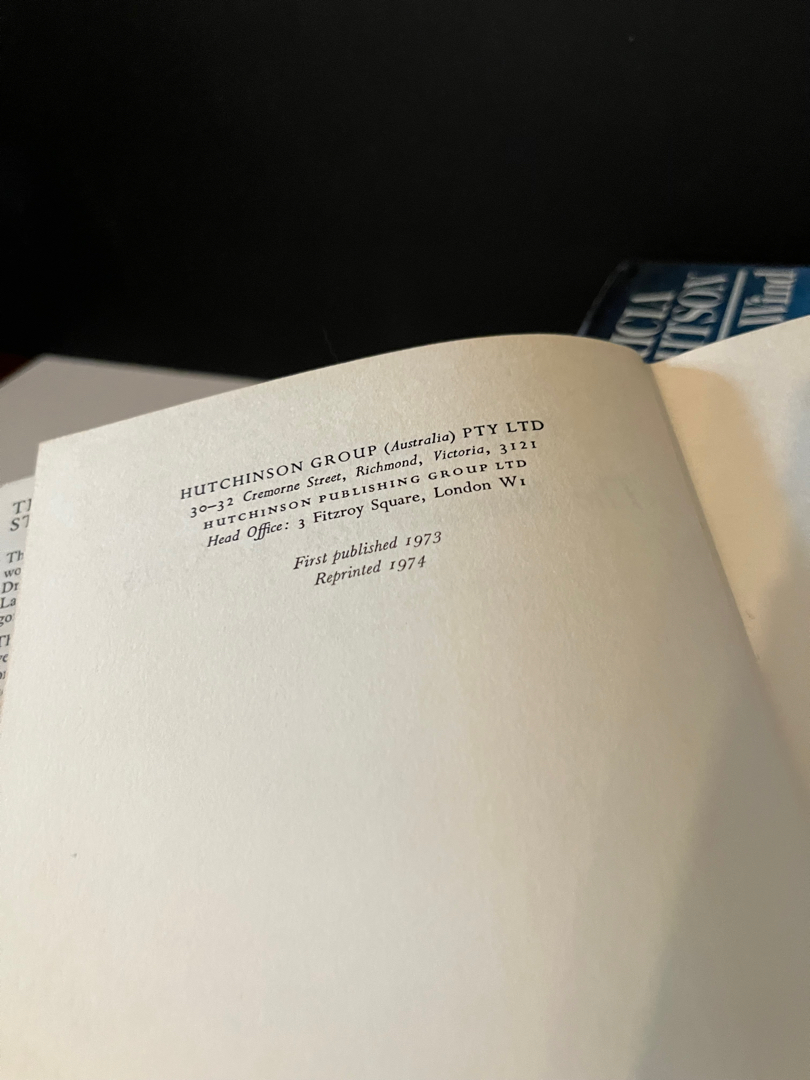 HUTCHINSON GROUP (Australia) PTY LTD
30–32 Cremorne Street, Richmond, Victoria, 3121
HUTCHINSON PUBLISHING GROUP LTD
Head Office: 3 Fitzroy Square, London W1
First published 1973
Reprinted 1974
Wind